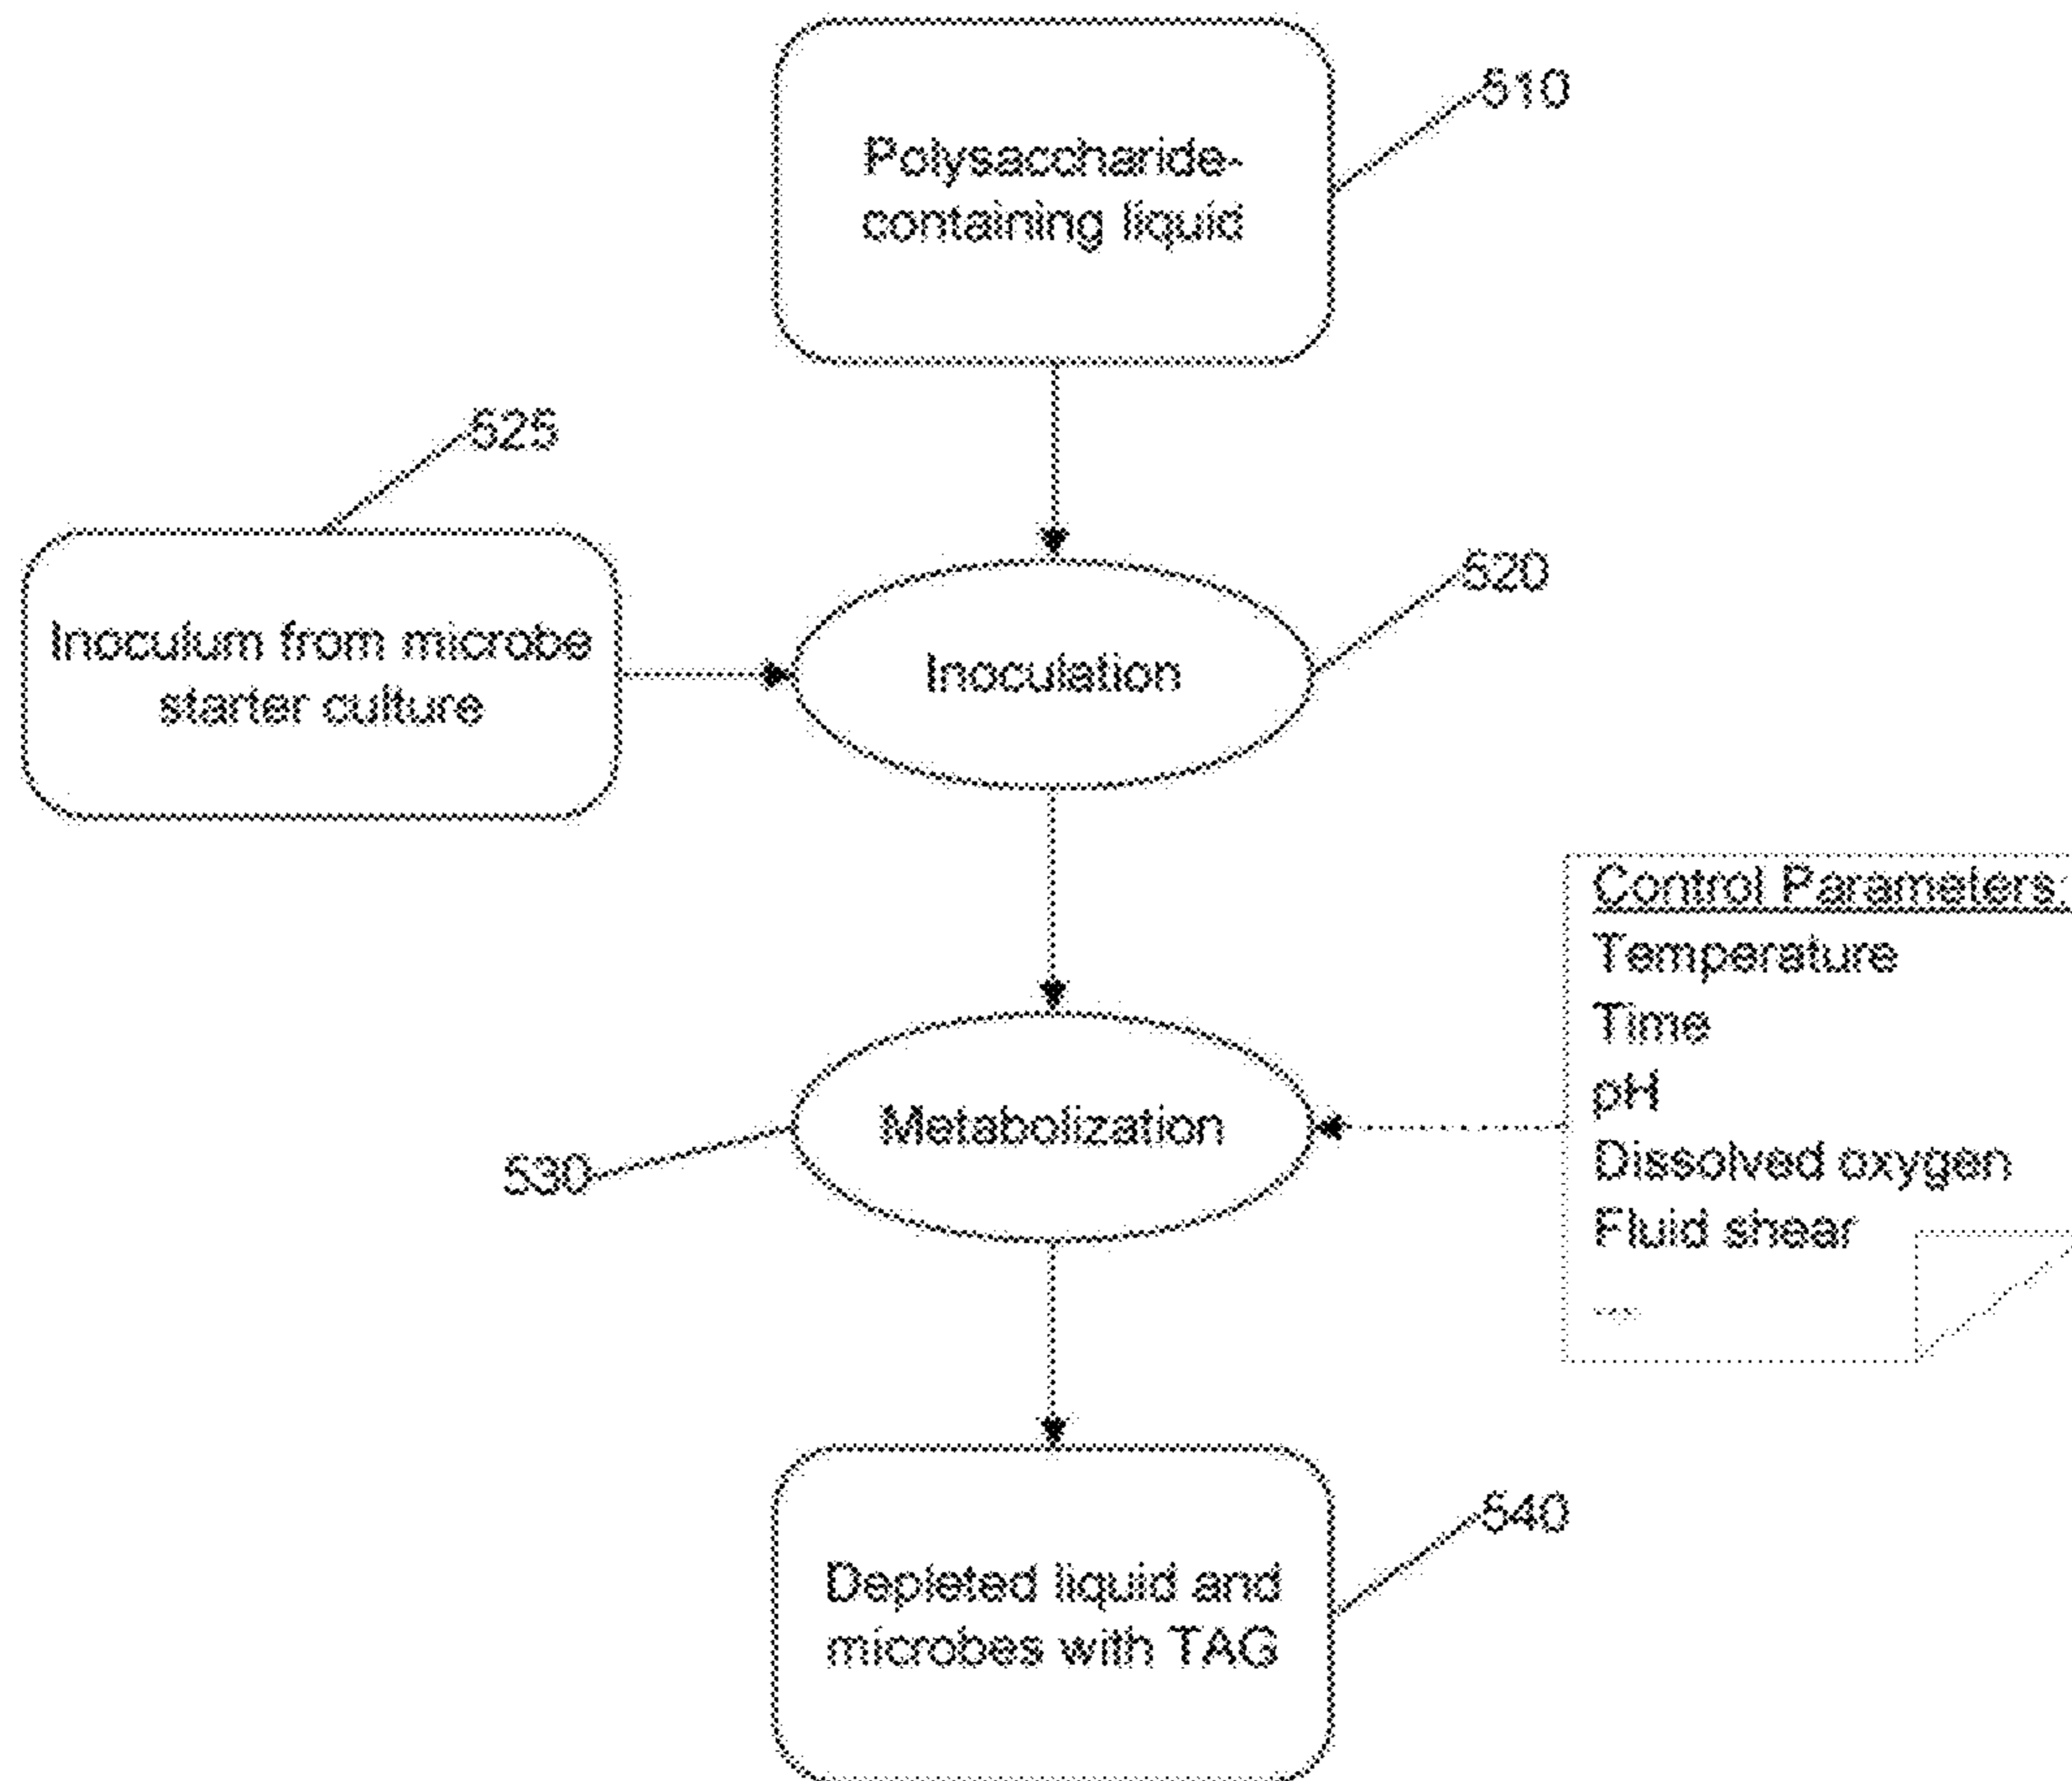 510
Polysaccharide-
containing liquid
525
520
Inoculum from microbe
starter culture
Inoculation
Control Parameters:
Temperature
Time
pH
Dissolved oxygen
Fluid shear
...
Metabolization
530
540
Depleted liquid and
microbes with TAG